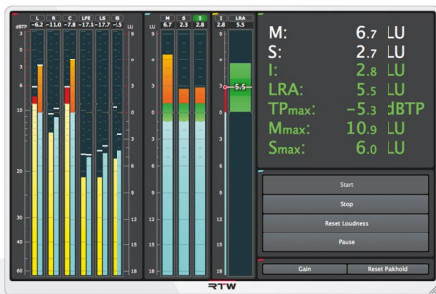 L R C LFE LS RS
dBTP -6.2 -11.0 -7.8 -17.1 -17.7 LU
M S I
6.7 2.3 2.8
I LRA
2.8 5.5
-5.5
M: 6.7 LU
S: 2.7 LU
I: 2.8 LU
LRA: 5.5 LU
TPmax: -5.3 dBTP
Mmax: 10.9 LU
Smax: 6.0 LU
Start
Stop
Reset Loudness
Pause
Gain Reset Pakhold
RTW